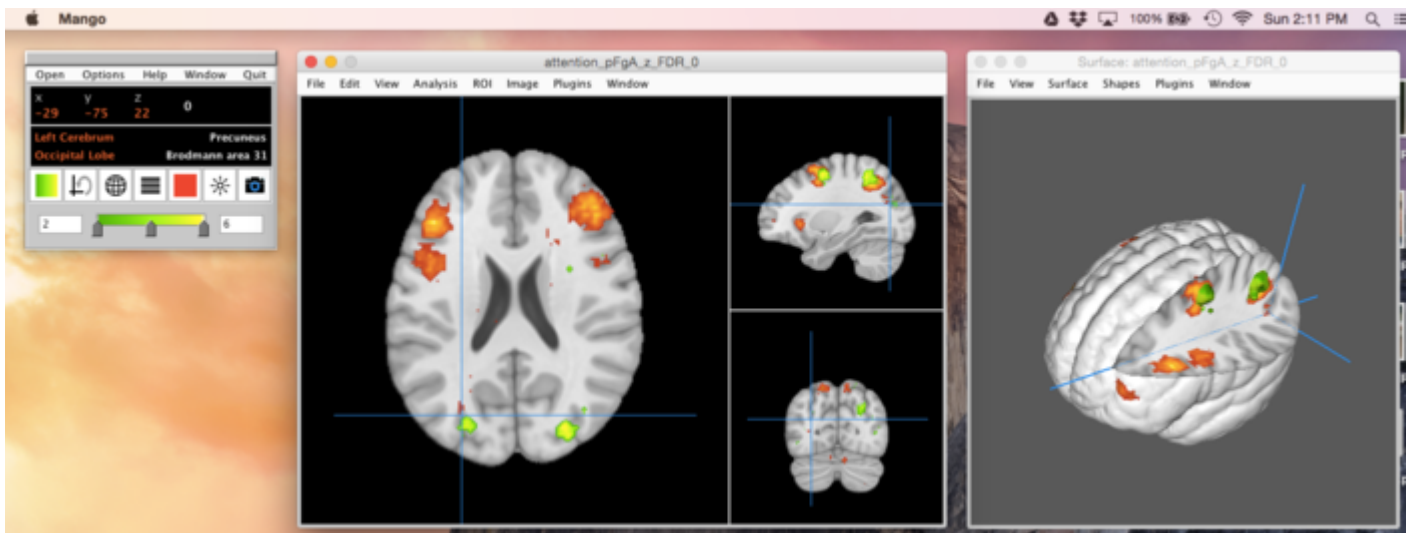 Mango
100% Sun 2:11 PM
Open Options Help Window Quit
x y z
-29 -75 22 0
Left Cerebrum Precuneus
Occipital Lobe Brodmann area 31
2 6
attention_pFgA_z_FDR_0
File Edit View Analysis ROI Image Plugins Window
Surface: attention_pFgA_z_FDR_0
File View Surface Shapes Plugins Window